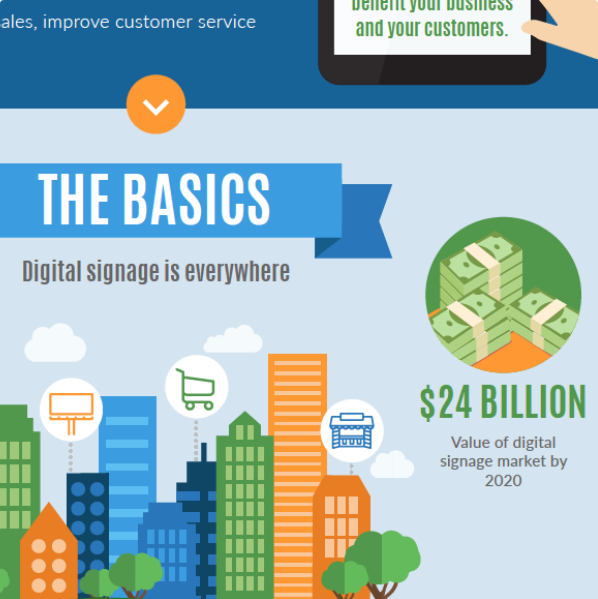 sales, improve customer service
benefit your business
and your customers.
THE BASICS
Digital signage is everywhere
$24 BILLION
Value of digital
signage market by
2020